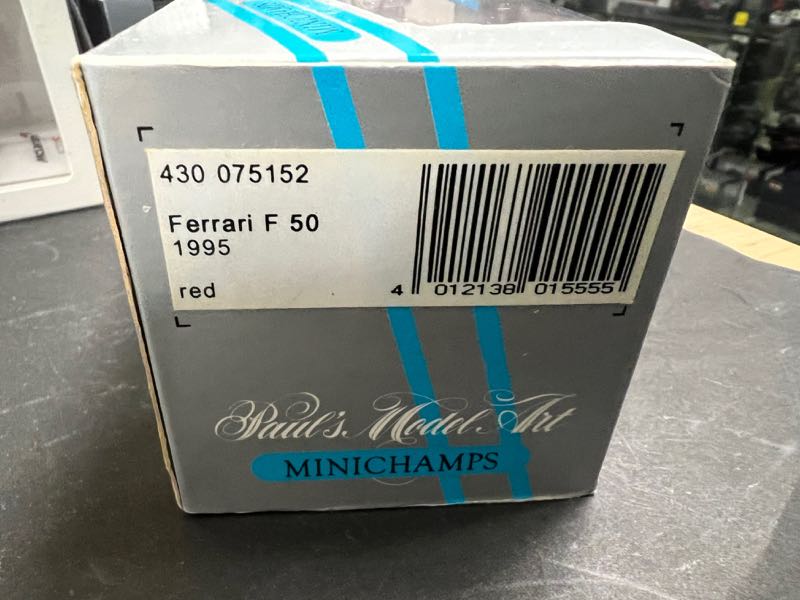 430 075152
Ferrari F 50
1995
red
4 012138 015555
Paul's Model Art
MINICHAMPS